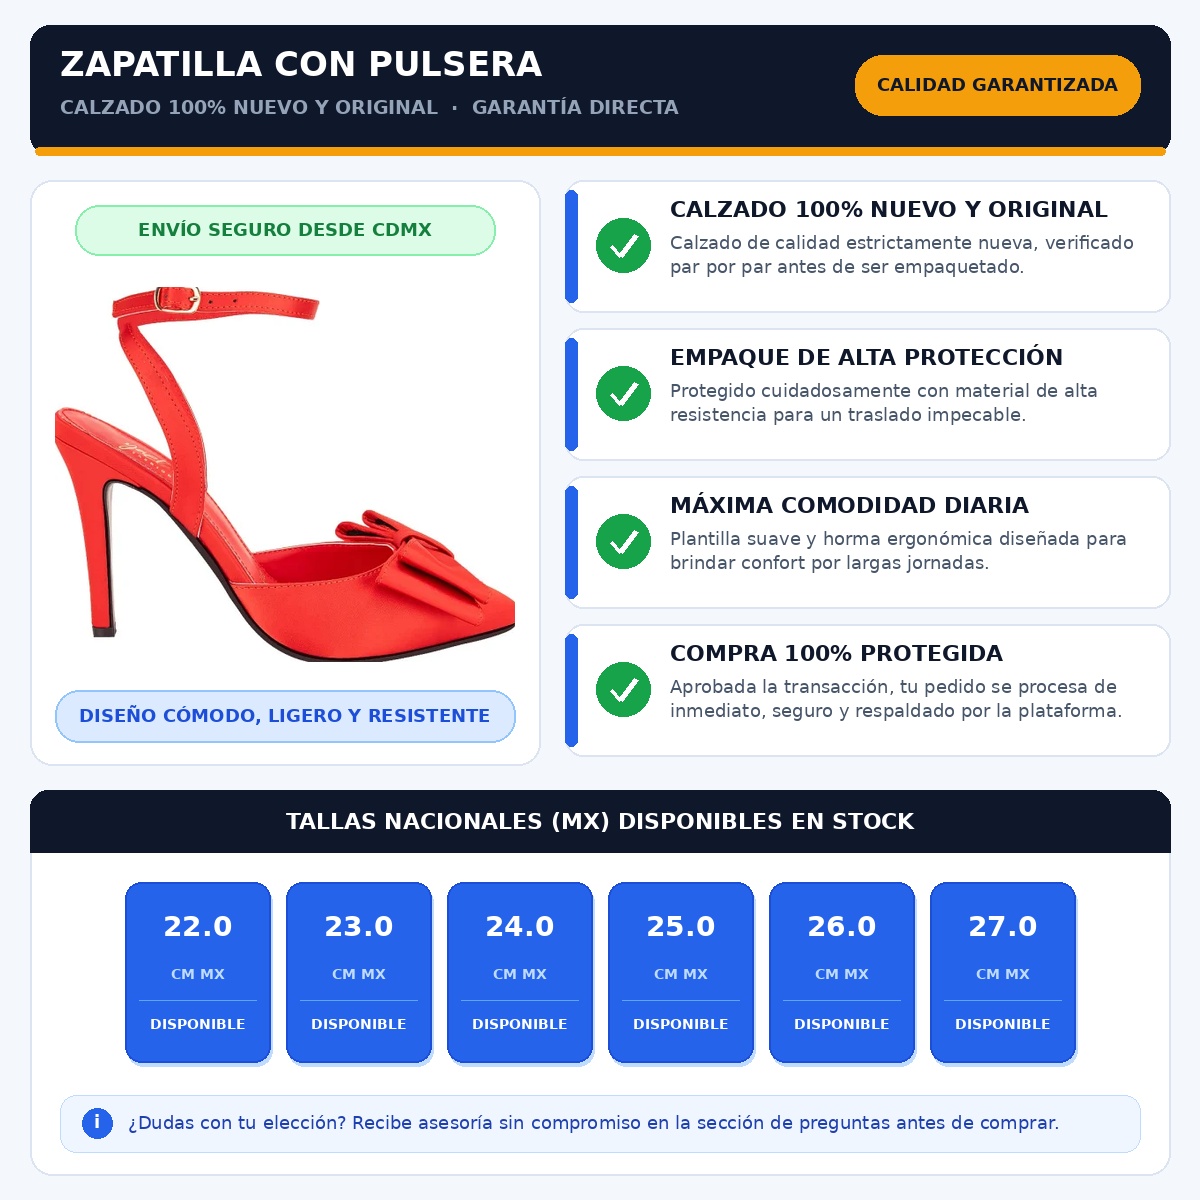 ZAPATILLA CON PULSERA
CALZADO 100% NUEVO Y ORIGINAL · GARANTÍA DIRECTA
CALIDAD GARANTIZADA
ENVÍO SEGURO DESDE CDMX
DISEÑO CÓMODO, LIGERO Y RESISTENTE
CALZADO 100% NUEVO Y ORIGINAL
Calzado de calidad estrictamente nueva, verificado
par por par antes de ser empaquetado.
EMPAQUE DE ALTA PROTECCIÓN
Protegido cuidadosamente con material de alta
resistencia para un traslado impecable.
MÁXIMA COMODIDAD DIARIA
Plantilla suave y horma ergonómica diseñada para
brindar confort por largas jornadas.
COMPRA 100% PROTEGIDA
Aprobada la transacción, tu pedido se procesa de
inmediato, seguro y respaldado por la plataforma.
TALLAS NACIONALES (MX) DISPONIBLES EN STOCK
22.0
CM MX
DISPONIBLE
23.0
CM MX
DISPONIBLE
24.0
CM MX
DISPONIBLE
25.0
CM MX
DISPONIBLE
26.0
CM MX
DISPONIBLE
27.0
CM MX
DISPONIBLE
i
¿Dudas con tu elección? Recibe asesoría sin compromiso en la sección de preguntas antes de comprar.